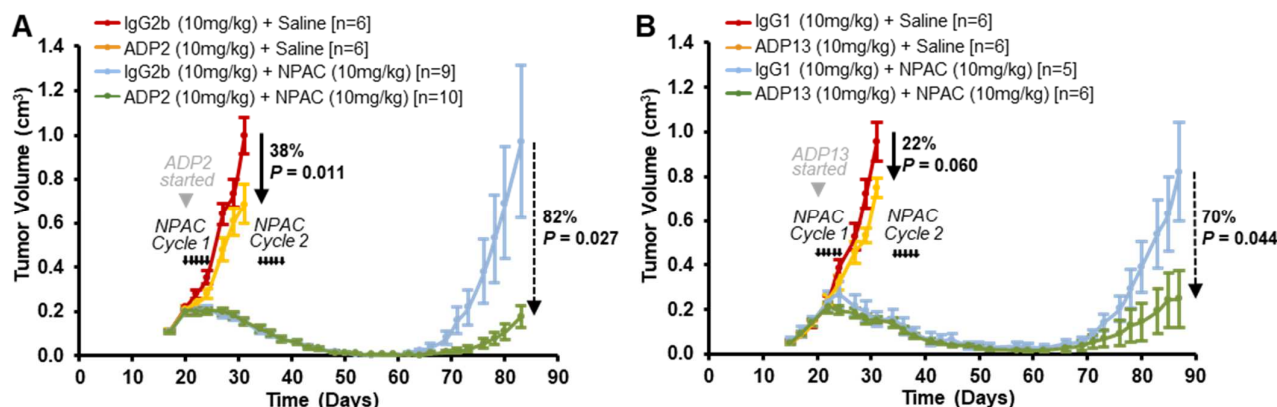 A
IgG2b (10mg/kg) + Saline [n=6]
ADP2 (10mg/kg) + Saline [n=6]
IgG2b (10mg/kg) + NPAC (10mg/kg) [n=9]
ADP2 (10mg/kg) + NPAC (10mg/kg) [n=10]
Tumor Volume (cm³)
1.4
1.2
1.0
0.8
0.6
0.4
0.2
0.0
ADP2
started
NPAC
Cycle 1
38%
P = 0.011
NPAC
Cycle 2
82%
P = 0.027
0 10 20 30 40 50 60 70 80 90
Time (Days)
B
IgG1 (10mg/kg) + Saline [n=6]
ADP13 (10mg/kg) + Saline [n=6]
IgG1 (10mg/kg) + NPAC (10mg/kg) [n=5]
ADP13 (10mg/kg) + NPAC (10mg/kg) [n=6]
Tumor Volume (cm³)
1.4
1.2
1.0
0.8
0.6
0.4
0.2
0.0
ADP13
started
NPAC
Cycle 1
22%
P = 0.060
NPAC
Cycle 2
70%
P = 0.044
0 10 20 30 40 50 60 70 80 90
Time (Days)